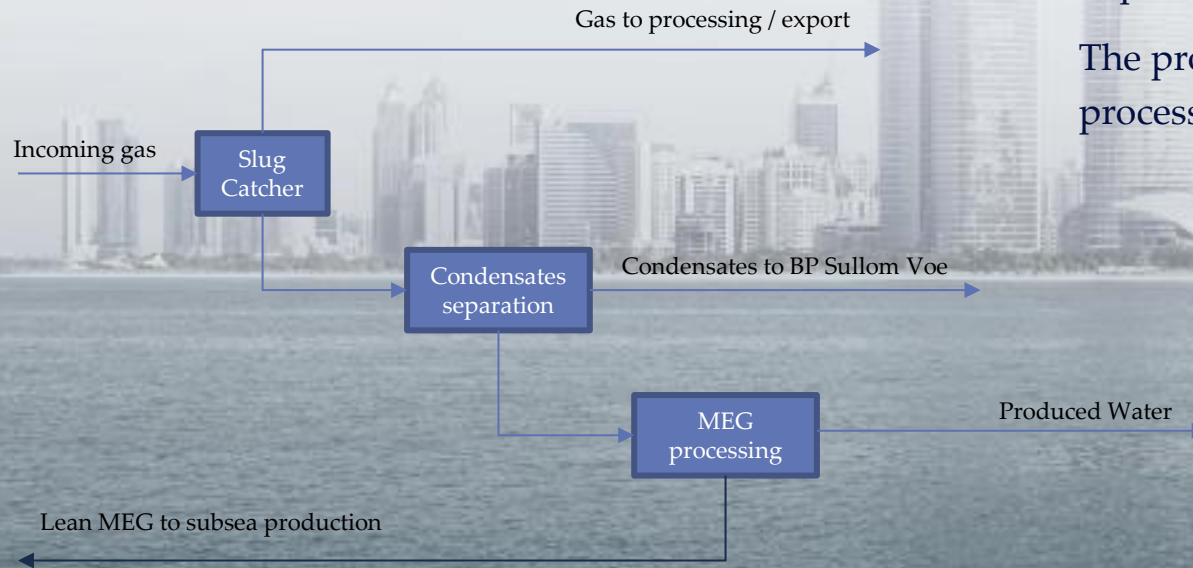 Gas to processing / export
The pro
process
Incoming gas
Slug
Catcher
Condensates
separation
Condensates to BP Sullom Voe
MEG
processing
Produced Water
Lean MEG to subsea production